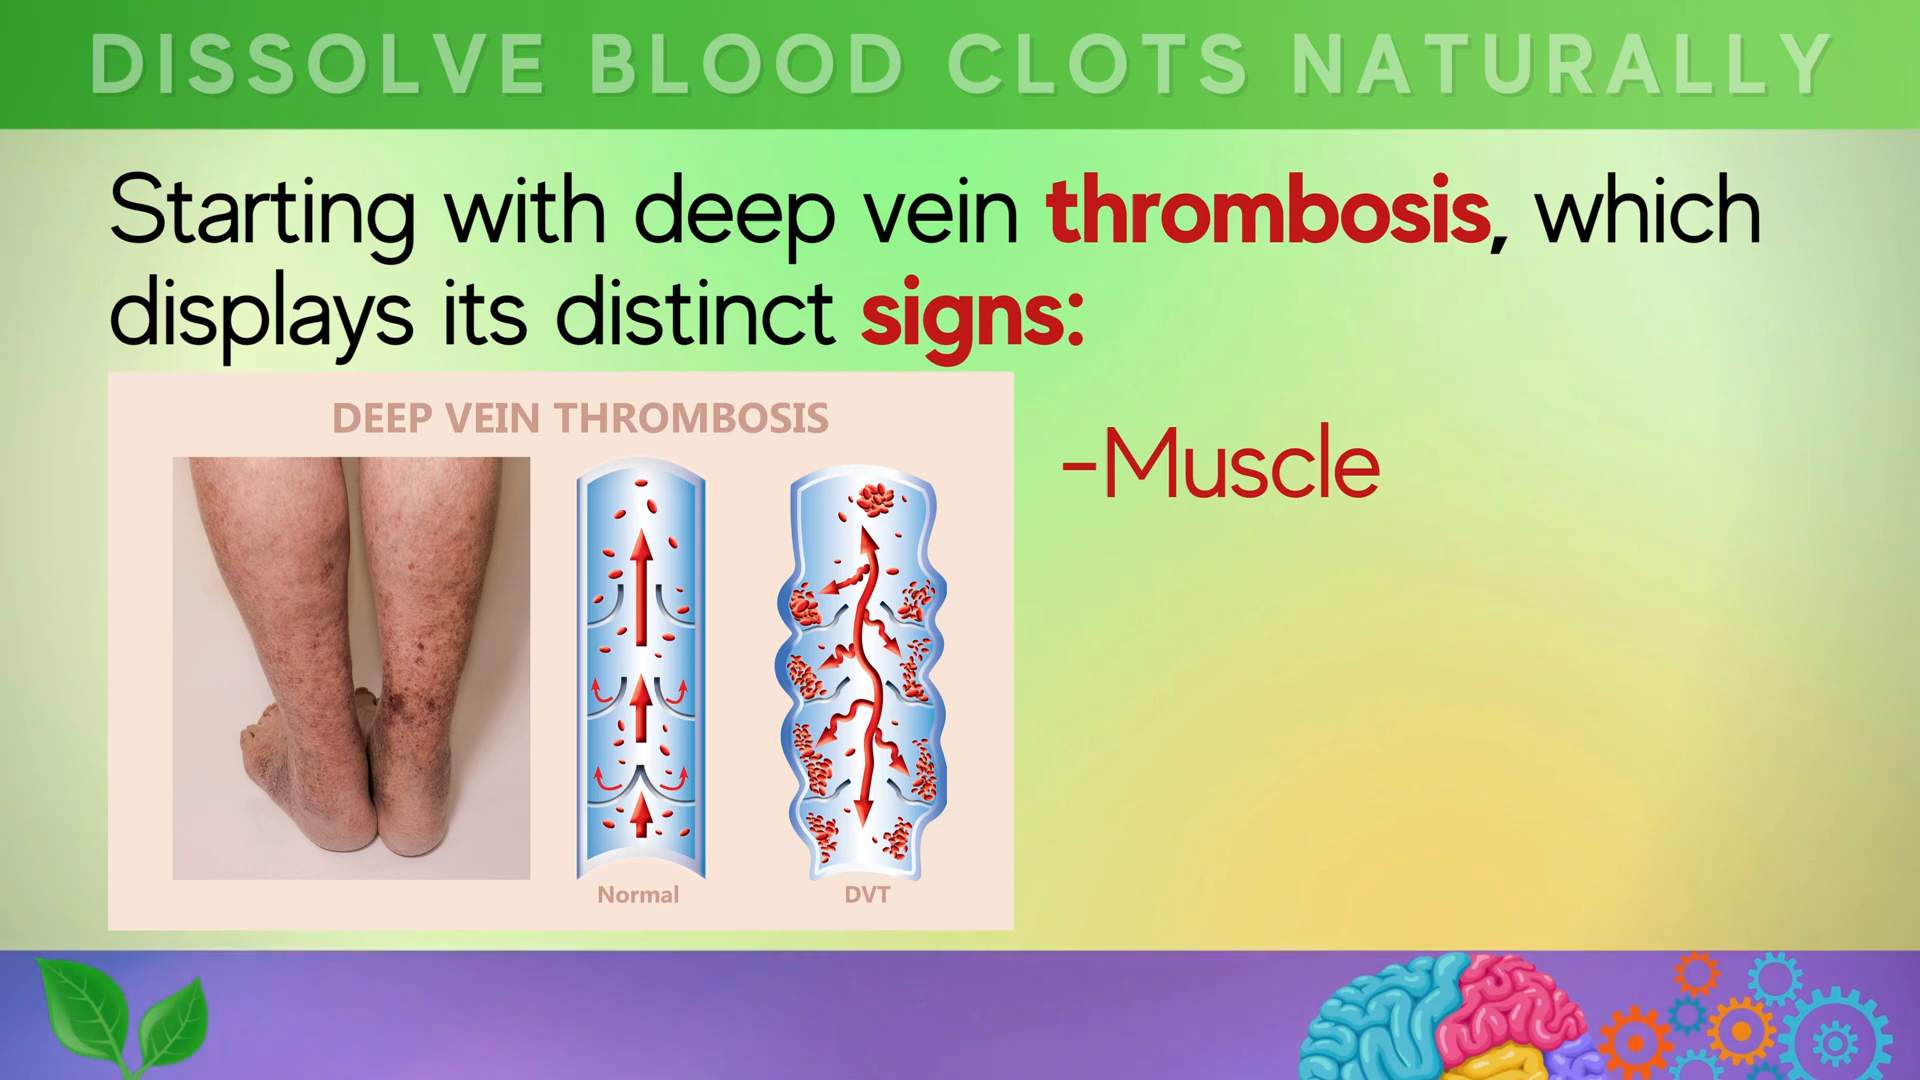 DISSOLVE BLOOD CLOTS NATURALLY
Starting with deep vein thrombosis, which
displays its distinct signs:
DEEP VEIN THROMBOSIS
-Muscle
Normal
DVT